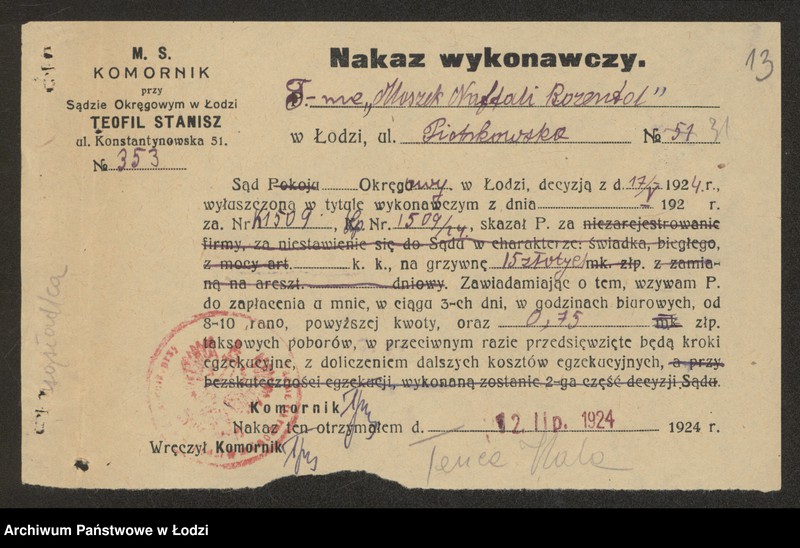 M. S.
KOMORNIK
przy
Sądzie Okręgowym w Łodzi
TEOFIL STANISZ
ul. Konstantynowska 51.
№ 353
Nakaz wykonawczy.
13
F-ma „Moszek Naftali Rozental”
w Łodzi, ul. Piotrkowska № 51 31
Sąd Pokoju Okręgowy w Łodzi, decyzją z d. 17/V 1924 r.,
wyłuszczoną w tytule wykonawczym z dnia 192 r.
za. Nr 1509, Nr. 1509/24, skazał P. za niezarejestrowanie
firmy, za niestawienie się do Sądu w charakterze: świadka, biegłego,
z mocy art. k. k., na grzywnę 15 złotych mk. złp. z zamia-
ną na areszt. dniowy. Zawiadamiając o tem, wzywam P.
do zapłacenia u mnie, w ciągu 3-ch dni, w godzinach biurowych, od
8-10 rano, powyższej kwoty, oraz 0,75 mk złp.
taksowych poborów, w przeciwnym razie przedsięwzięte będą kroki
egzekucyjne, z doliczeniem dalszych kosztów egzekucyjnych, a przy
bezskuteczności egzekucji, wykonaną zostanie 2-ga część decyzji Sądu.
Komornik
Nakaz ten otrzymałem d. 12 lip. 1924 1924 r.
Wręczył Komornik
Archiwum Państwowe w Łodzi